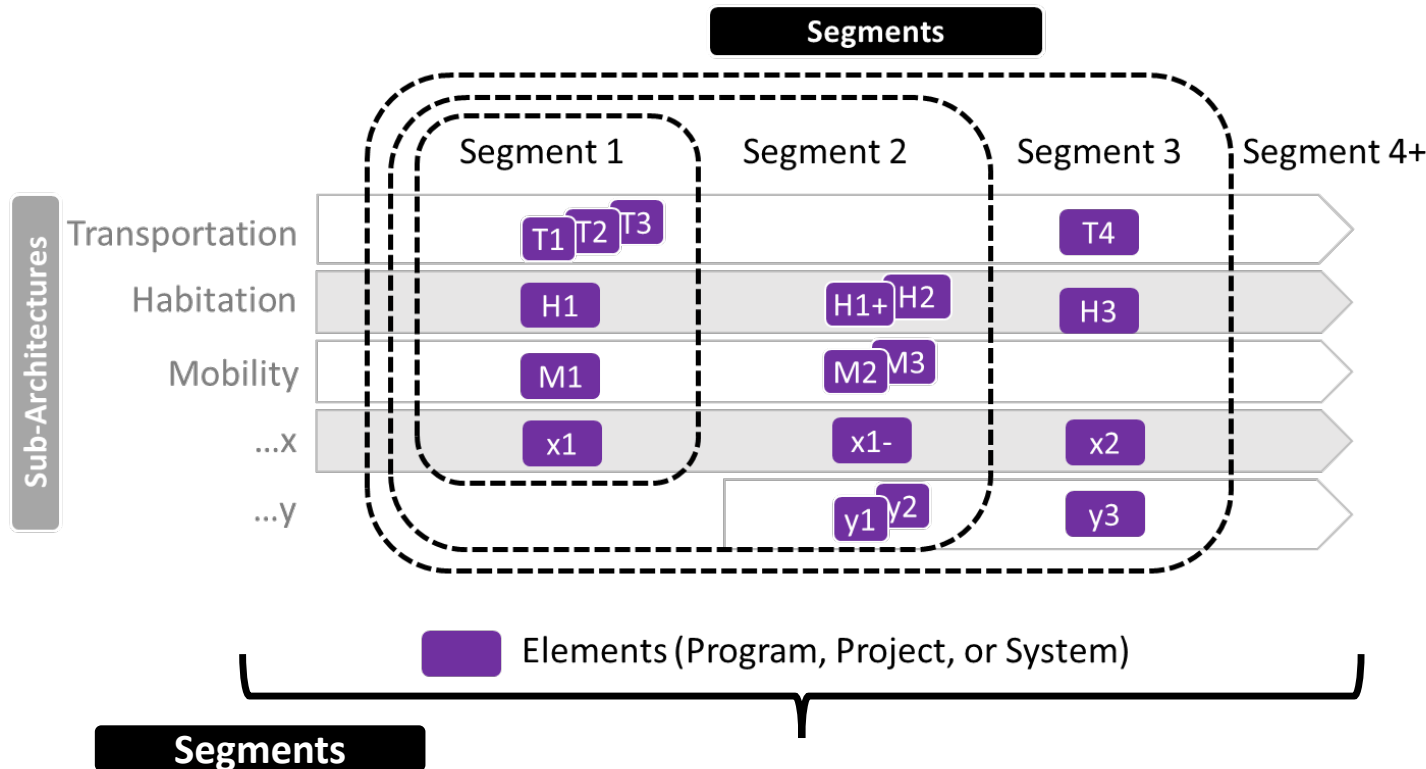 Segments
Segment 1 Segment 2 Segment 3 Segment 4+
Sub-Architectures
Transportation T1 T2 T3 T4
Habitation H1 H1+ H2 H3
Mobility M1 M2 M3
...x x1 x1- x2
...y y1 y2 y3
Elements (Program, Project, or System)
Segments